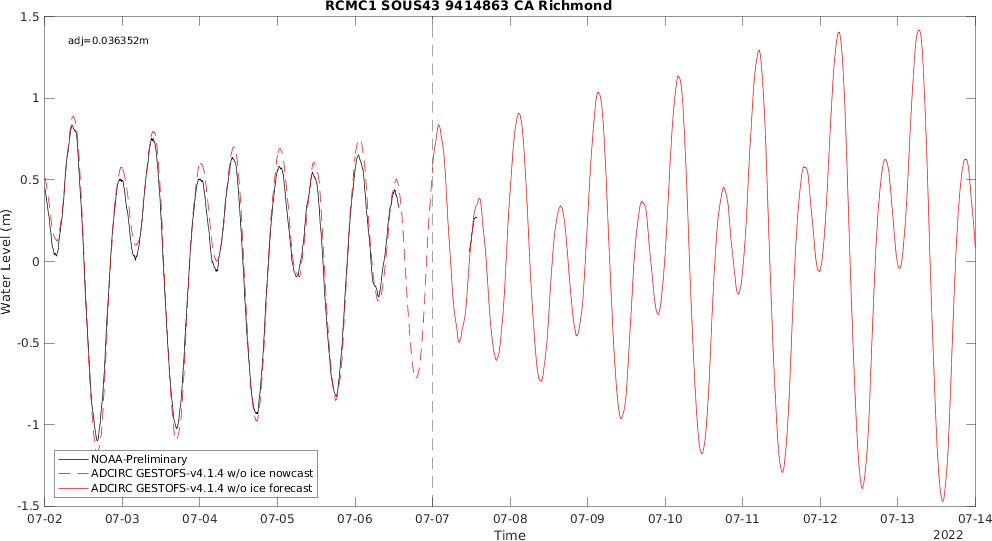 RCMC1 SOUS43 9414863 CA Richmond
adj=0.036352m
1.5
1
0.5
0
-0.5
-1
-1.5
Water Level (m)
NOAA-Preliminary
ADCIRC GESTOFS-v4.1.4 w/o ice nowcast
ADCIRC GESTOFS-v4.1.4 w/o ice forecast
07-02 07-03 07-04 07-05 07-06 07-07 07-08 07-09 07-10 07-11 07-12 07-13 07-14
Time
2022